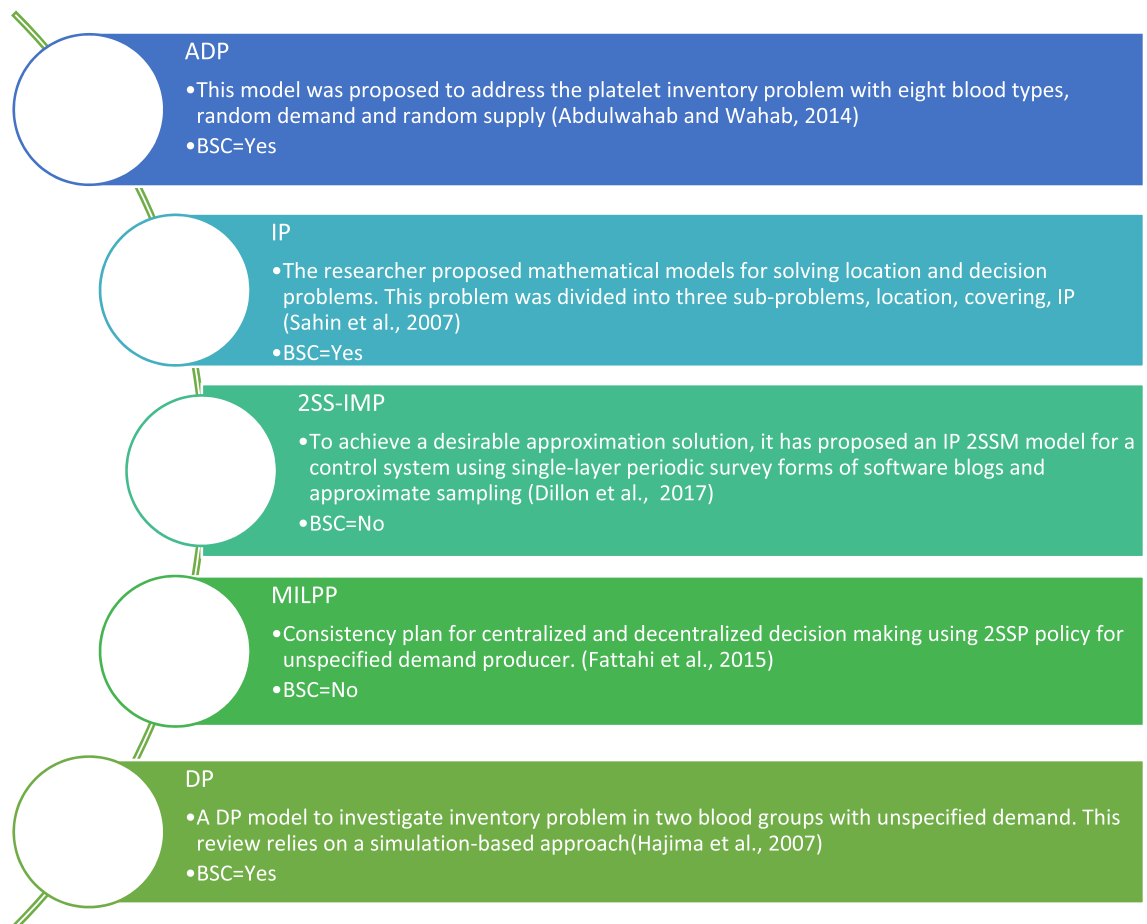 ADP
•This model was proposed to address the platelet inventory problem with eight blood types,
random demand and random supply (Abdulwahab and Wahab, 2014)
•BSC=Yes
IP
•The researcher proposed mathematical models for solving location and decision
problems. This problem was divided into three sub-problems, location, covering, IP
(Sahin et al., 2007)
•BSC=Yes
2SS-IMP
•To achieve a desirable approximation solution, it has proposed an IP 2SSM model for a
control system using single-layer periodic survey forms of software blogs and
approximate sampling (Dillon et al.,  2017)
•BSC=No
MILPP
•Consistency plan for centralized and decentralized decision making using 2SSP policy for
unspecified demand producer. (Fattahi et al., 2015)
•BSC=No
DP
•A DP model to investigate inventory problem in two blood groups with unspecified demand. This
review relies on a simulation-based approach(Hajima et al., 2007)
•BSC=Yes